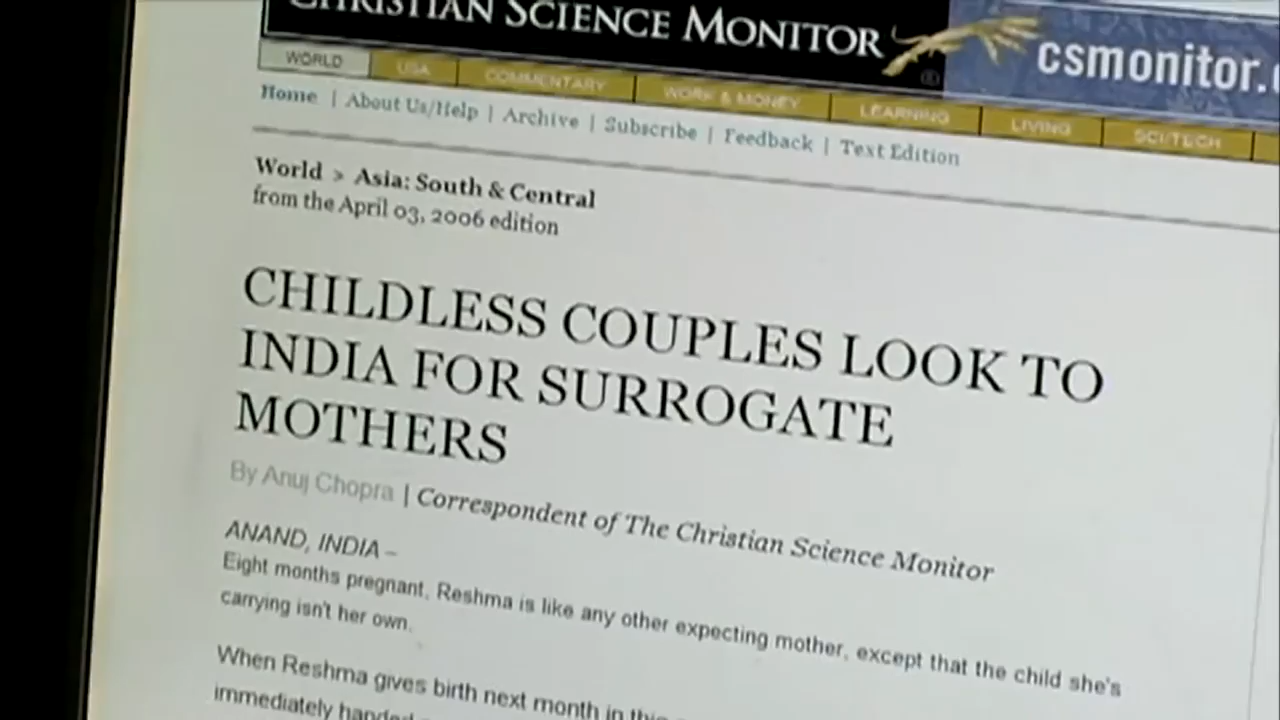 CHRISTIAN SCIENCE MONITOR
csmonitor.
WORLD USA COMMENTARY WORK & MONEY LEARNING LIVING SCI/TECH
Home | About Us/Help | Archive | Subscribe | Feedback | Text Edition
World > Asia: South & Central
from the April 03, 2006 edition
CHILDLESS COUPLES LOOK TO
INDIA FOR SURROGATE
MOTHERS
By Anuj Chopra | Correspondent of The Christian Science Monitor
ANAND, INDIA –
Eight months pregnant, Reshma is like any other expecting mother, except that the child she's
carrying isn't her own.
When Reshma gives birth next month in this
immediately